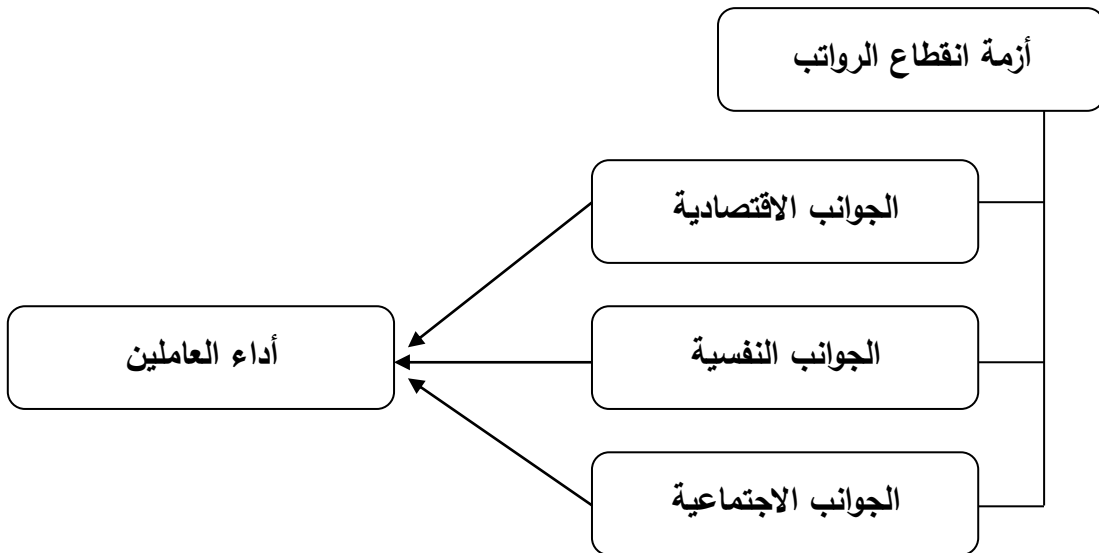 أزمة انقطاع الرواتب
الجوانب الاقتصادية
الجوانب النفسية
أداء العاملين
الجوانب الاجتماعية